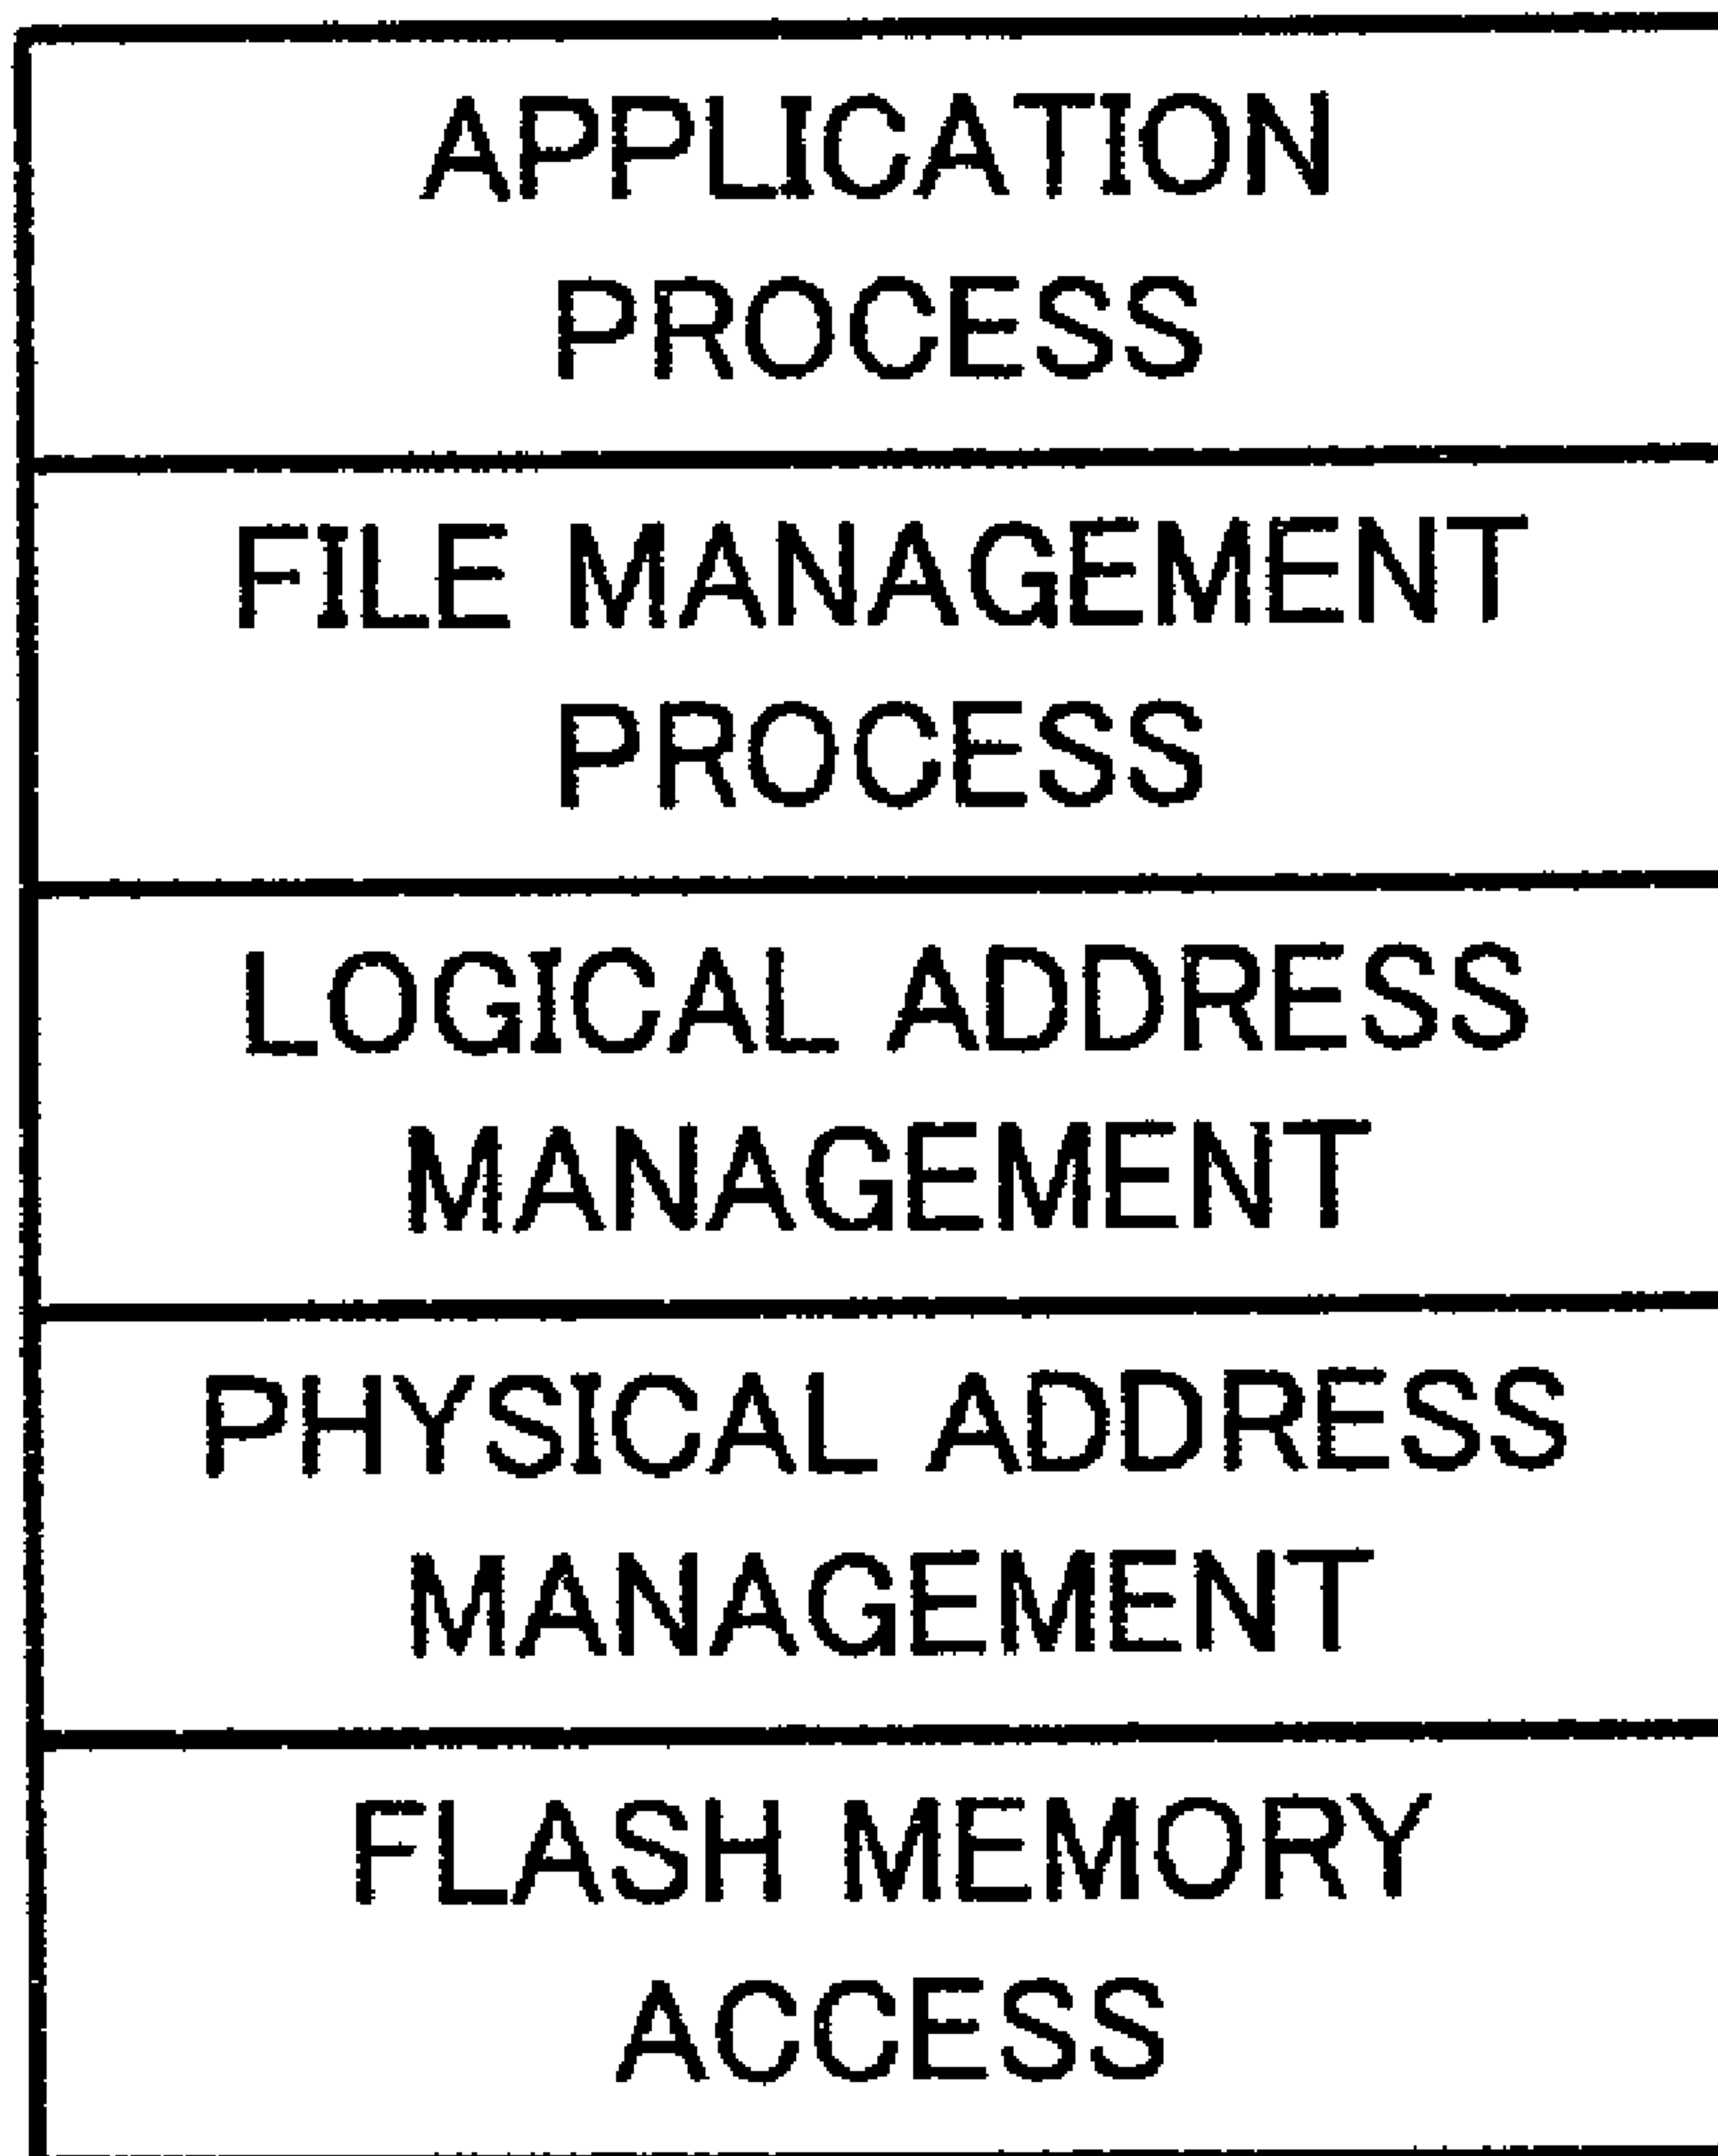 APPLICATION
PROCESS
FILE MANAGEMENT
PROCESS
LOGICAL ADDRESS
MANAGEMENT
PHYSICAL ADDRESS
MANAGEMENT
FLASH MEMORY
ACCESS